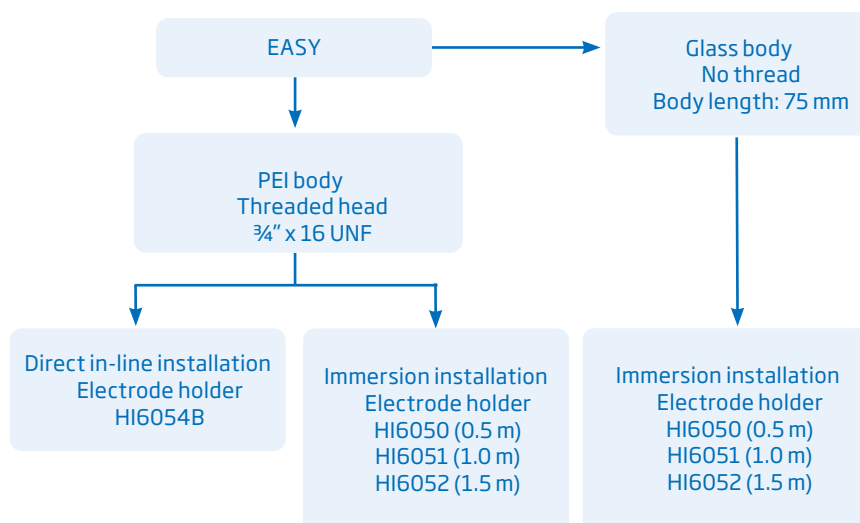 EASY
Glass body
No thread
Body length: 75 mm
PEI body
Threaded head
¾” x 16 UNF
Direct in-line installation
Electrode holder
HI6054B
Immersion installation
Electrode holder
HI6050 (0.5 m)
HI6051 (1.0 m)
HI6052 (1.5 m)
Immersion installation
Electrode holder
HI6050 (0.5 m)
HI6051 (1.0 m)
HI6052 (1.5 m)